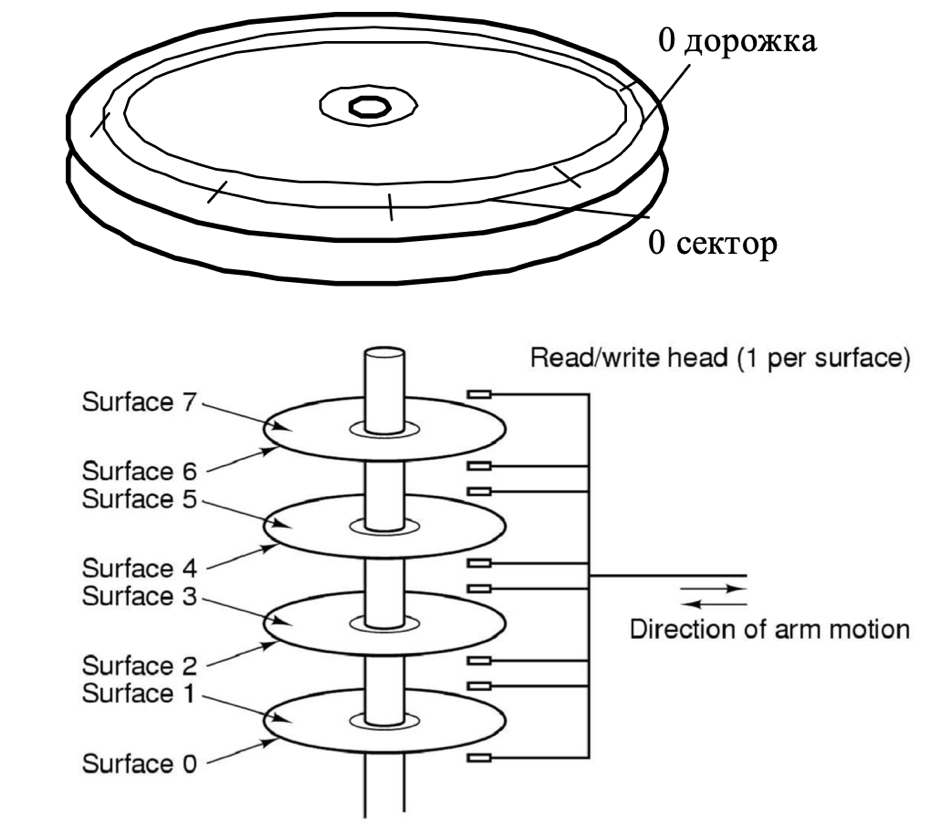 0 дорожка
0 сектор
Read/write head (1 per surface)
Surface 7
Surface 6
Surface 5
Surface 4
Surface 3
Direction of arm motion
Surface 2
Surface 1
Surface 0